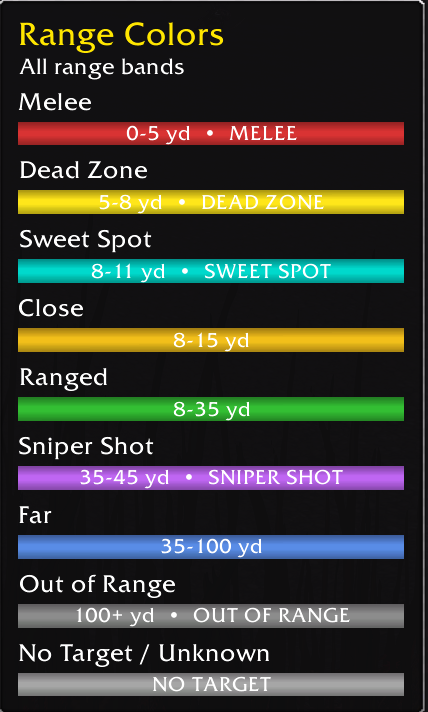 Range Colors
All range bands
Melee
0-5 yd • MELEE
Dead Zone
5-8 yd • DEAD ZONE
Sweet Spot
8-11 yd • SWEET SPOT
Close
8-15 yd
Ranged
8-35 yd
Sniper Shot
35-45 yd • SNIPER SHOT
Far
35-100 yd
Out of Range
100+ yd • OUT OF RANGE
No Target / Unknown
NO TARGET